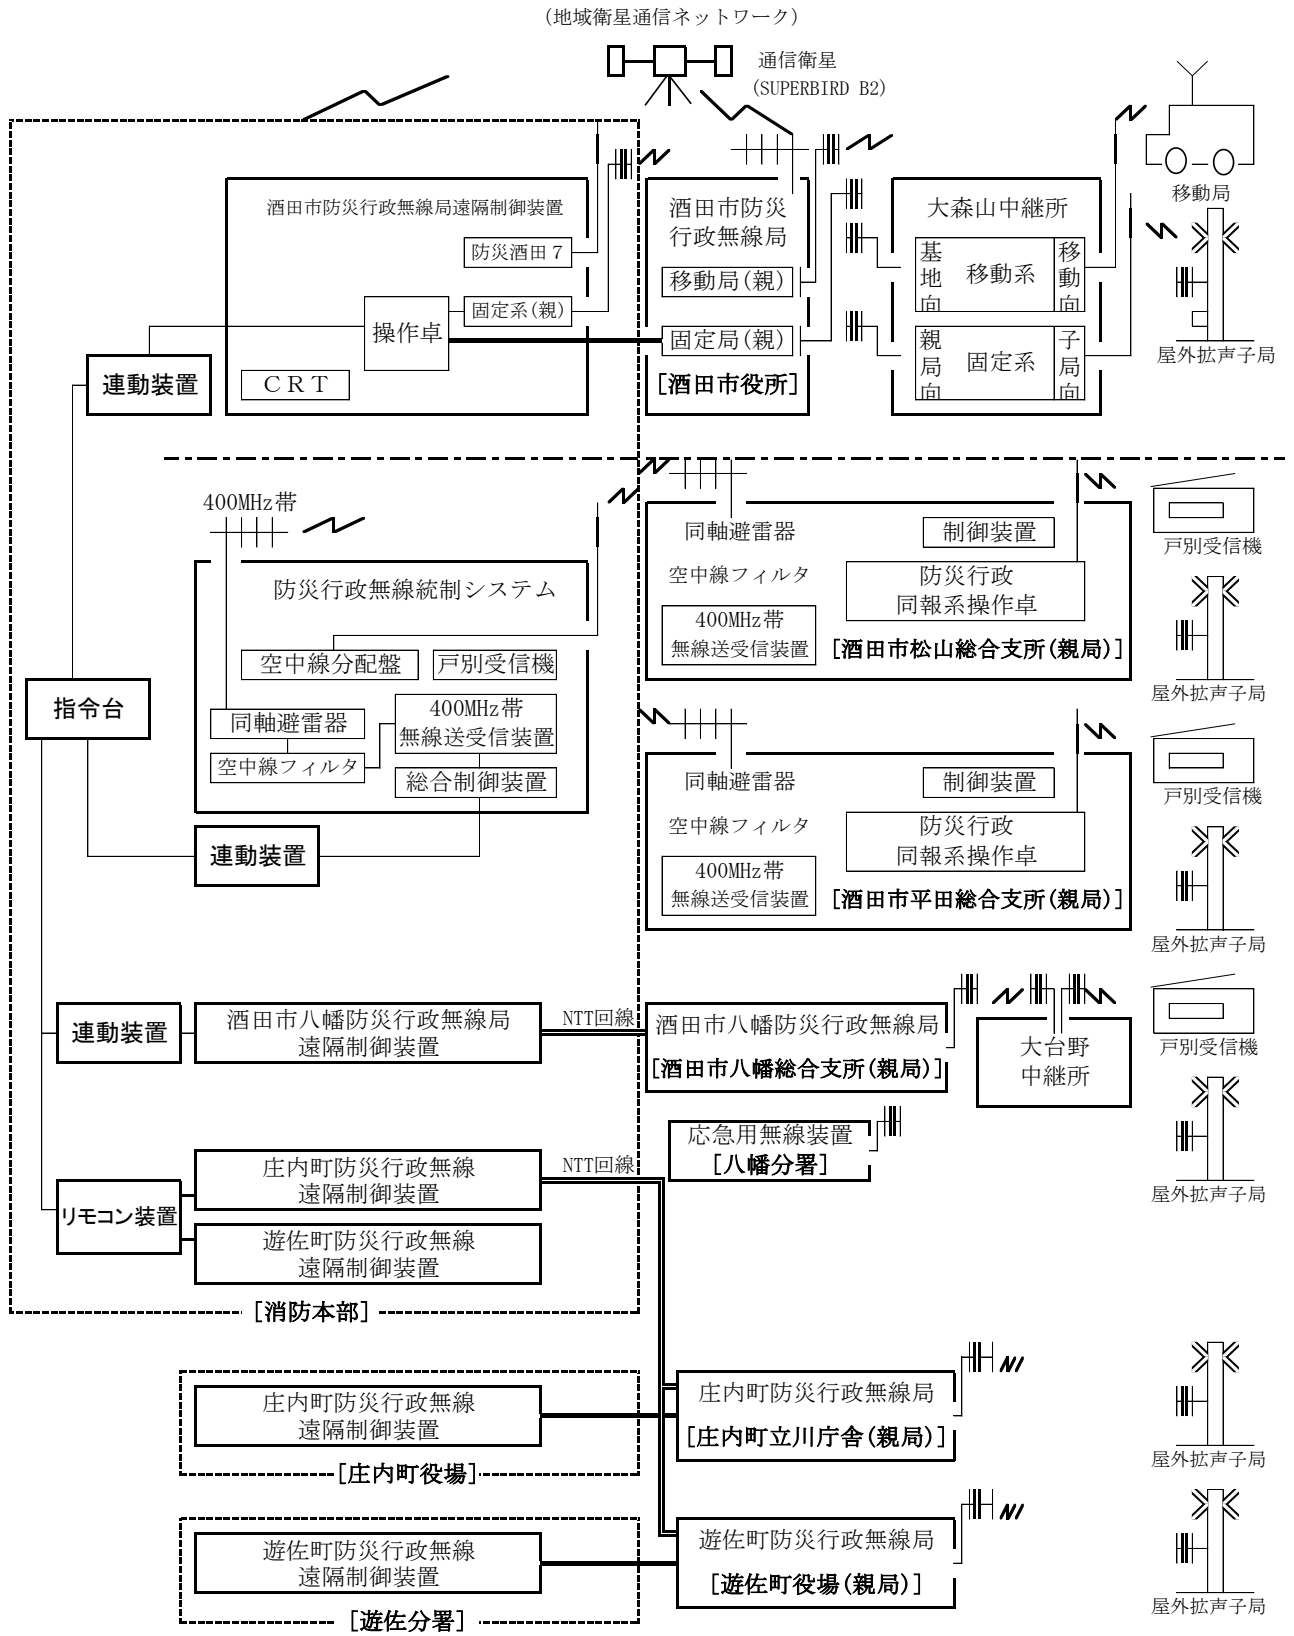 (地域衛星通信ネットワーク)
通信衛星
(SUPERBIRD B2)
移動局
酒田市防災行政無線局遠隔制御装置
防災酒田７
固定系(親)
操作卓
ＣＲＴ
連動装置
酒田市防災
行政無線局
移動局(親)
固定局(親)
[酒田市役所]
大森山中継所
基地向
移動系
移動向
親局向
固定系
子局向
屋外拡声子局
400MHz帯
防災行政無線統制システム
空中線分配盤
戸別受信機
同軸避雷器
400MHz帯
無線送受信装置
空中線フィルタ
総合制御装置
指令台
連動装置
同軸避雷器
制御装置
空中線フィルタ
防災行政
同報系操作卓
400MHz帯
無線送受信装置
[酒田市松山総合支所(親局)]
戸別受信機
屋外拡声子局
同軸避雷器
制御装置
空中線フィルタ
防災行政
同報系操作卓
400MHz帯
無線送受信装置
[酒田市平田総合支所(親局)]
戸別受信機
屋外拡声子局
連動装置
酒田市八幡防災行政無線局
遠隔制御装置
NTT回線
酒田市八幡防災行政無線局
[酒田市八幡総合支所(親局)]
大台野
中継所
戸別受信機
応急用無線装置
[八幡分署]
屋外拡声子局
リモコン装置
庄内町防災行政無線
遠隔制御装置
NTT回線
遊佐町防災行政無線
遠隔制御装置
[消防本部]
庄内町防災行政無線
遠隔制御装置
[庄内町役場]
庄内町防災行政無線局
[庄内町立川庁舎(親局)]
屋外拡声子局
遊佐町防災行政無線
遠隔制御装置
[遊佐分署]
遊佐町防災行政無線局
[遊佐町役場(親局)]
屋外拡声子局